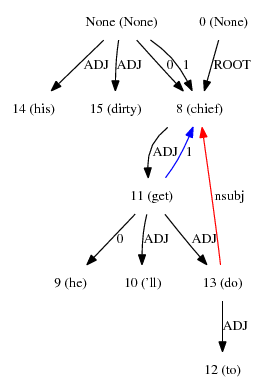 None (None) 0 (None)
ADJ ADJ 0 1 ROOT
14 (his) 15 (dirty) 8 (chief)
ADJ 1 nsubj
11 (get)
0 ADJ ADJ
9 (he) 10 ('ll) 13 (do)
ADJ
12 (to)